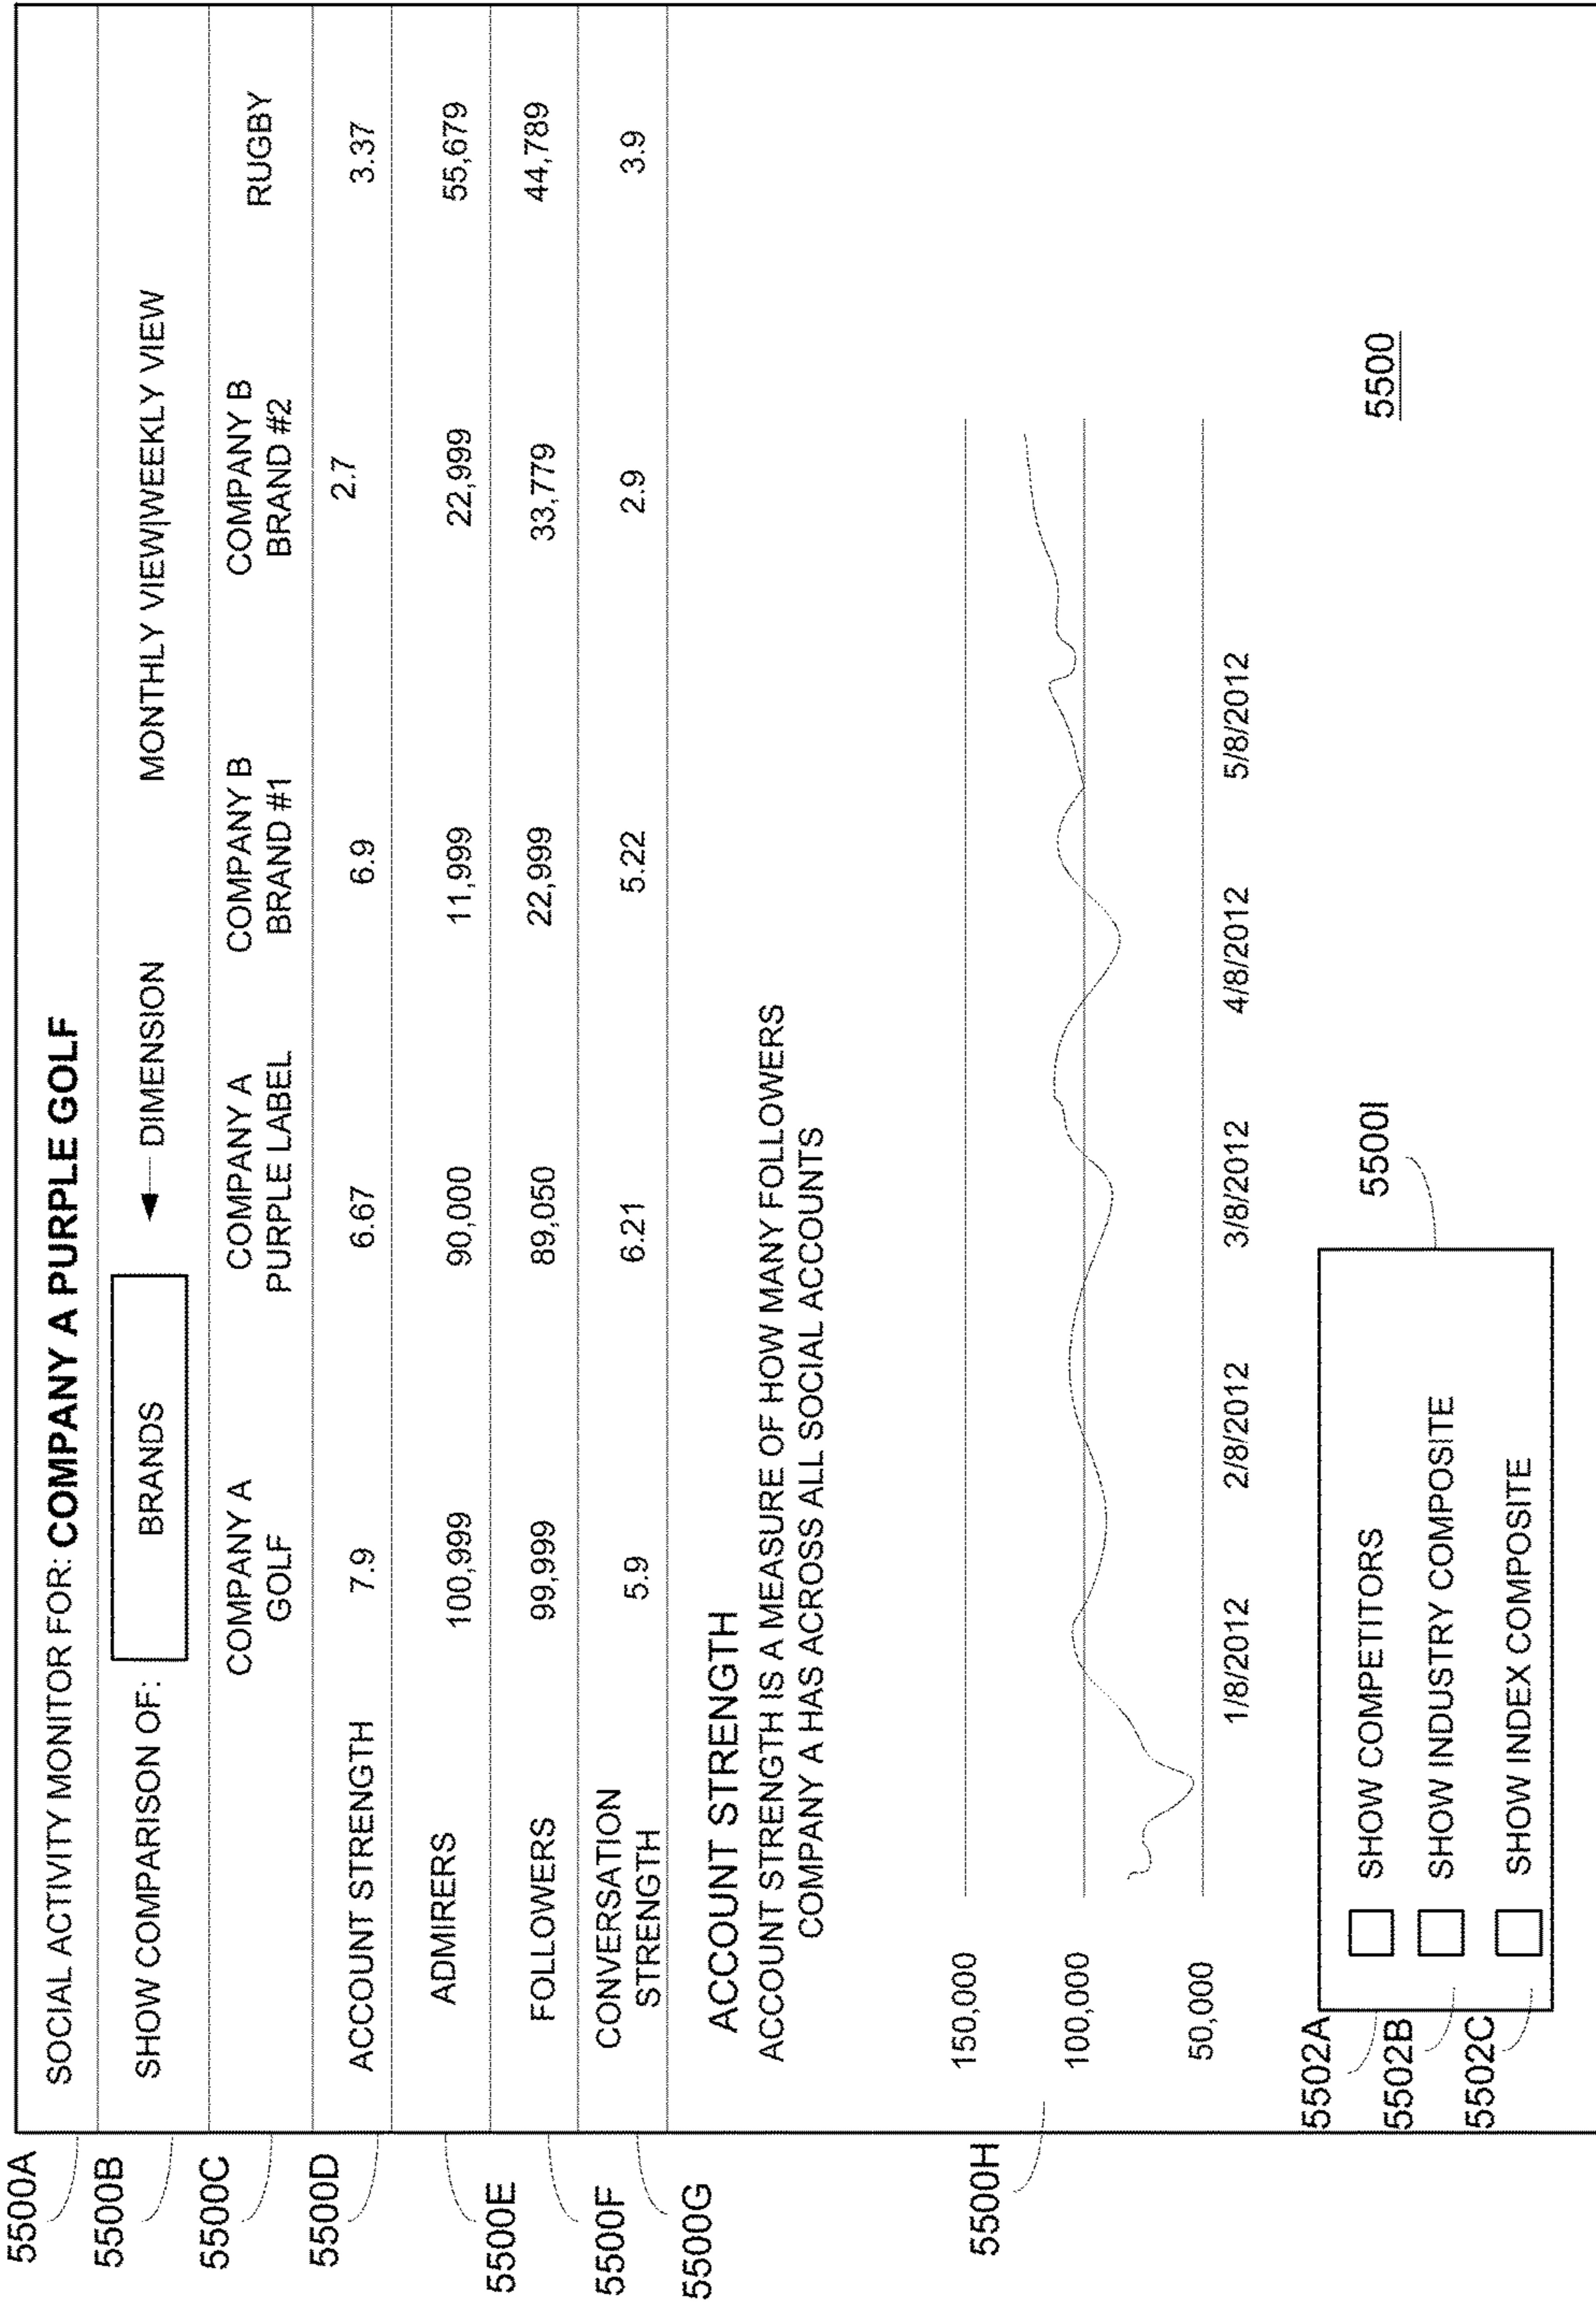 5500A
SOCIAL ACTIVITY MONITOR FOR: COMPANY A PURPLE GOLF
5500B
SHOW COMPARISON OF: BRANDS DIMENSION MONTHLY VIEW|WEEKLY VIEW
5500C
COMPANY A GOLF COMPANY A PURPLE LABEL COMPANY B BRAND #1 COMPANY B BRAND #2 RUGBY
5500D
ACCOUNT STRENGTH 7.9 6.67 6.9 2.7 3.37
5500E
ADMIRERS 100,999 90,000 11,999 22,999 55,679
5500F
FOLLOWERS 99,999 89,050 22,999 33,779 44,789
5500G
CONVERSATION STRENGTH 5.9 6.21 5.22 2.9 3.9
ACCOUNT STRENGTH
ACCOUNT STRENGTH IS A MEASURE OF HOW MANY FOLLOWERS
COMPANY A HAS ACROSS ALL SOCIAL ACCOUNTS
5500H
150,000
100,000
50,000
1/8/2012 2/8/2012 3/8/2012 4/8/2012 5/8/2012
5502A
SHOW COMPETITORS
5502B
SHOW INDUSTRY COMPOSITE
5502C
SHOW INDEX COMPOSITE
5500I
5500